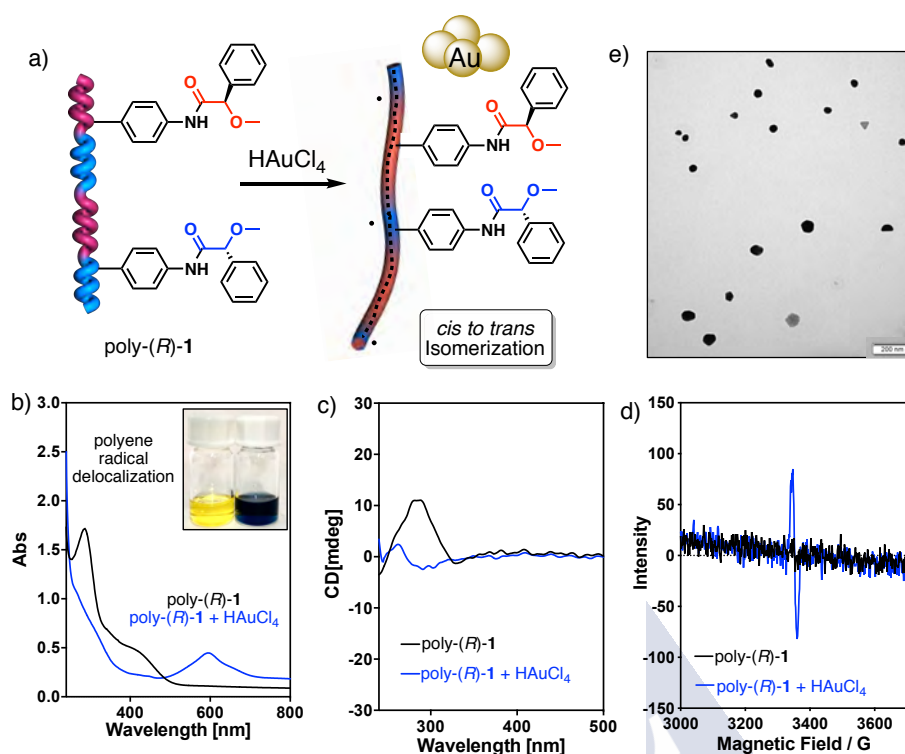 a)
Au
e)
O
NH
O
HAuCl4
O
NH
O
O
O
NH
O
O
NH
poly-(R)-1
cis to trans
Isomerization
200 nm
b)
3.0
2.5
2.0
1.5
1.0
0.5
0.0
Abs
polyene
radical
delocalization
poly-(R)-1
poly-(R)-1 + HAuCl4
400
600
800
Wavelength [nm]
c)
30
20
10
0
-10
-20
-30
CD[mdeg]
poly-(R)-1
poly-(R)-1 + HAuCl4
300
400
500
Wavelength [nm]
d)
150
100
50
0
-50
-100
-150
Intensity
poly-(R)-1
poly-(R)-1 + HAuCl4
3000
3200
3400
3600
Magnetic Field / G